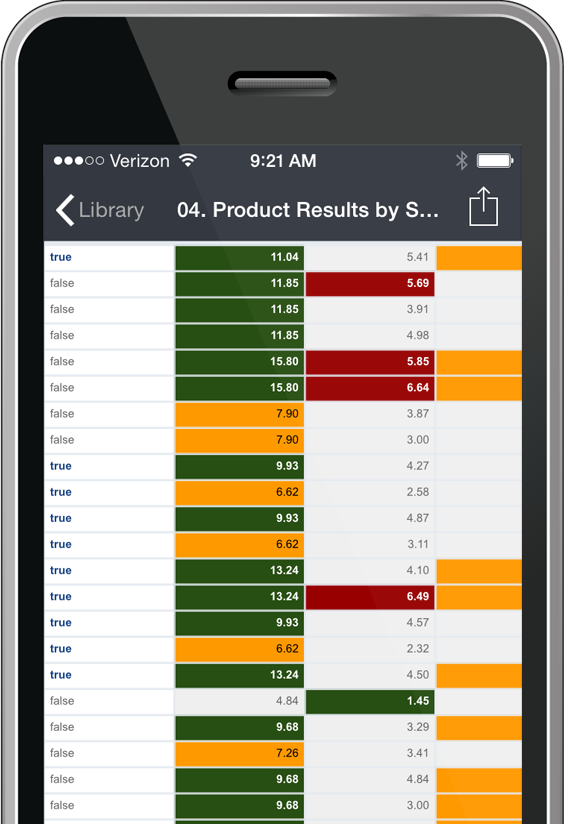 Verizon 9:21 AM
Library 04. Product Results by S...
true 11.04 5.41
false 11.85 5.69
false 11.85 3.91
false 11.85 4.98
false 15.80 5.85
false 15.80 6.64
false 7.90 3.87
false 7.90 3.00
true 9.93 4.27
true 6.62 2.58
true 9.93 4.87
true 6.62 3.11
true 13.24 4.10
true 13.24 6.49
true 9.93 4.57
true 6.62 2.32
true 13.24 4.50
false 4.84 1.45
false 9.68 3.29
false 7.26 3.41
false 9.68 4.84
false 9.68 3.00